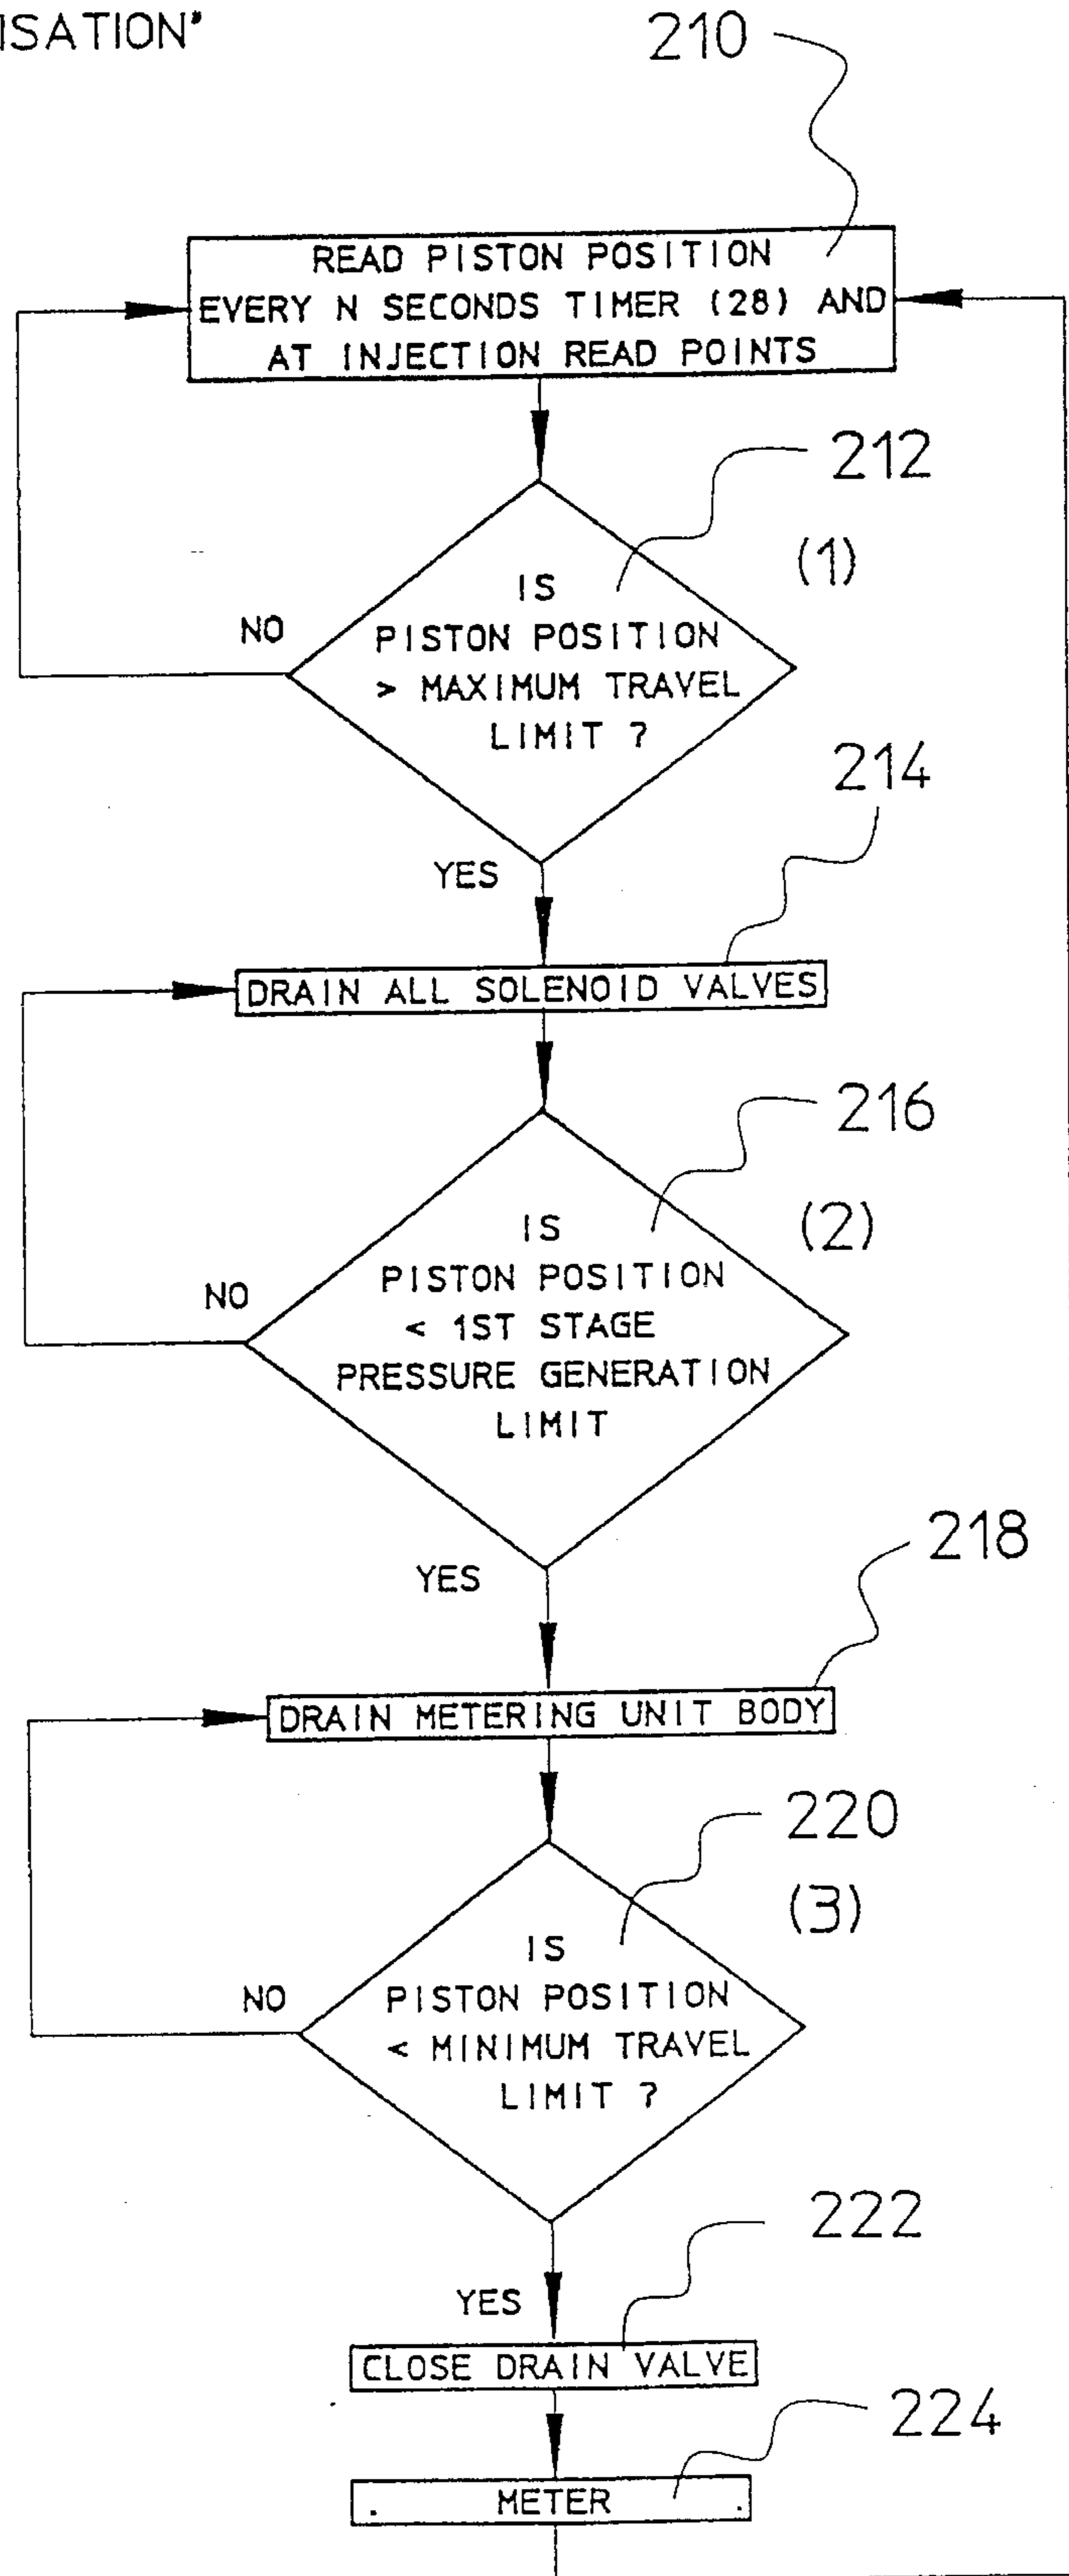 ISATION"
210
READ PISTON POSITION
EVERY N SECONDS TIMER (28) AND
AT INJECTION READ POINTS
212
(1)
IS
PISTON POSITION
> MAXIMUM TRAVEL
LIMIT ?
NO
214
YES
DRAIN ALL SOLENOID VALVES
216
(2)
IS
PISTON POSITION
< 1ST STAGE
PRESSURE GENERATION
LIMIT
NO
218
YES
DRAIN METERING UNIT BODY
220
(3)
IS
PISTON POSITION
< MINIMUM TRAVEL
LIMIT ?
NO
222
YES
CLOSE DRAIN VALVE
224
METER